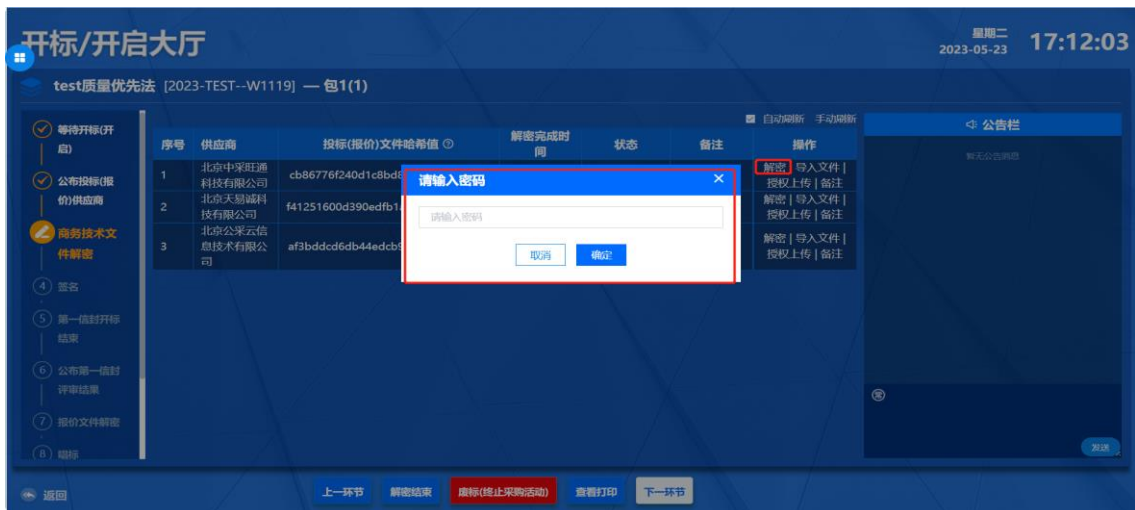 开标/开启大厅
星期二
2023-05-23
17:12:03
test质量优先法 [2023-TEST--W1119] — 包1(1)
等待开标(开
启)
公布投标(报
价)供应商
2
商务技术文
件解密
4 签名
5 第一信封开标
结束
6 公布第一信封
评审结果
7 报价文件解密
8 唱标
自动刷新 手动刷新
序号 供应商 投标(报价)文件哈希值 解密完成时
间 状态 备注 操作
1 北京中采旺通
科技有限公司 cb86776f240d1c8bd8 解密 | 导入文件 |
授权上传 | 备注
2 北京天易诚科
技有限公司 f41251600d390edfb1 解密 | 导入文件 |
授权上传 | 备注
3 北京公采云信
息技术有限公
司 af3bddcd6db44edcb9 解密 | 导入文件 |
授权上传 | 备注
请输入密码 ×
请输入密码
取消 确定
公告栏
暂无公告消息
发送
返回
上一环节 解密结束 废标(终止采购活动) 查看打印 下一环节